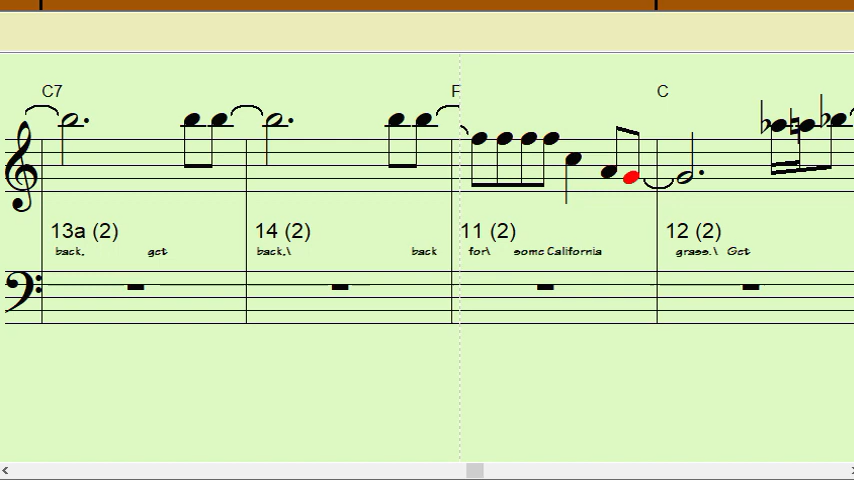 C7 F C
13a (2) 14 (2) 11 (2) 12 (2)
back, get back.\ back for\ some California grass.\ Get